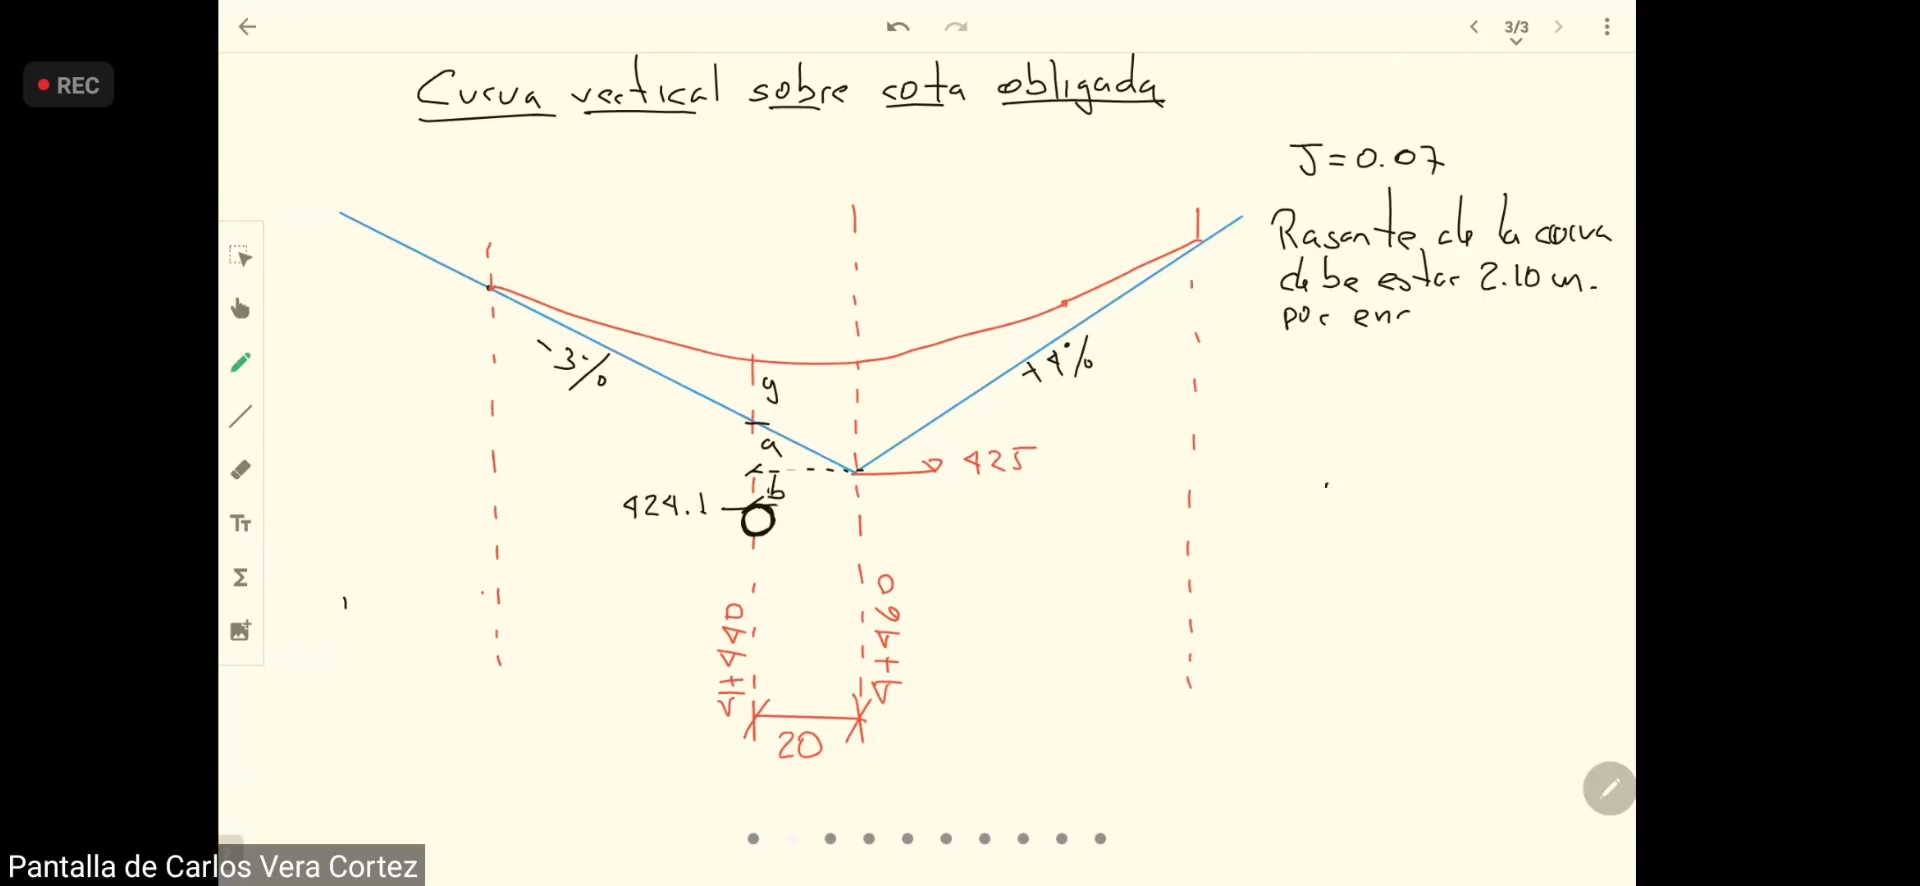 3/3
REC
Curva vertical sobre cota obligada
J=0.07
Rasante de la curva
debe estar 2.10 m.
por enc
-3%
+4%
y
a
425
b
424.1
4+440
4+460
20
Tт
Σ
Pantalla de Carlos Vera Cortez